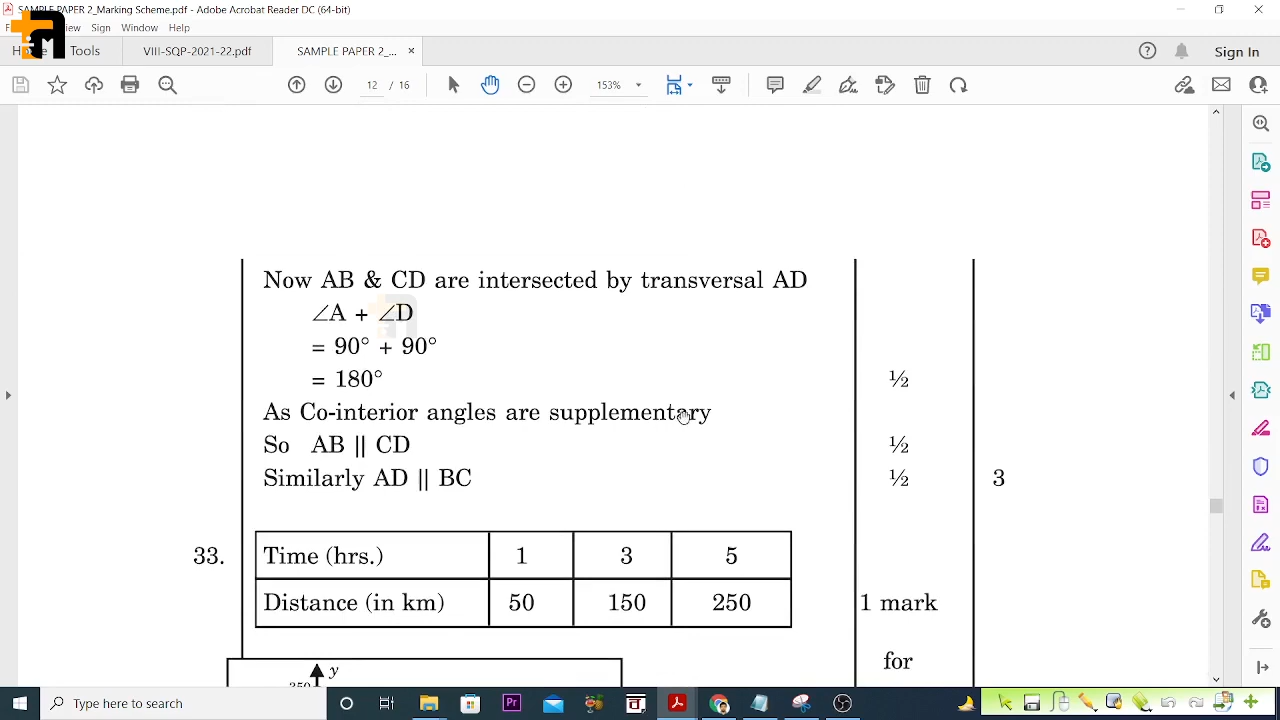 SAMPLE PAPER 2_Marking Scheme.pdf - Adobe Acrobat Reader DC (64-bit)
View Sign Window Help
Tools VIII-SQP-2021-22.pdf SAMPLE PAPER 2_... × Sign In
12 / 16 153%
Now AB & CD are intersected by transversal AD
∠A + ∠D
= 90° + 90°
= 180° ½
As Co-interior angles are supplementary
So AB || CD ½
Similarly AD || BC ½ 3
33. Time (hrs.) 1 3 5
Distance (in km) 50 150 250 1 mark
for
y
Type here to search